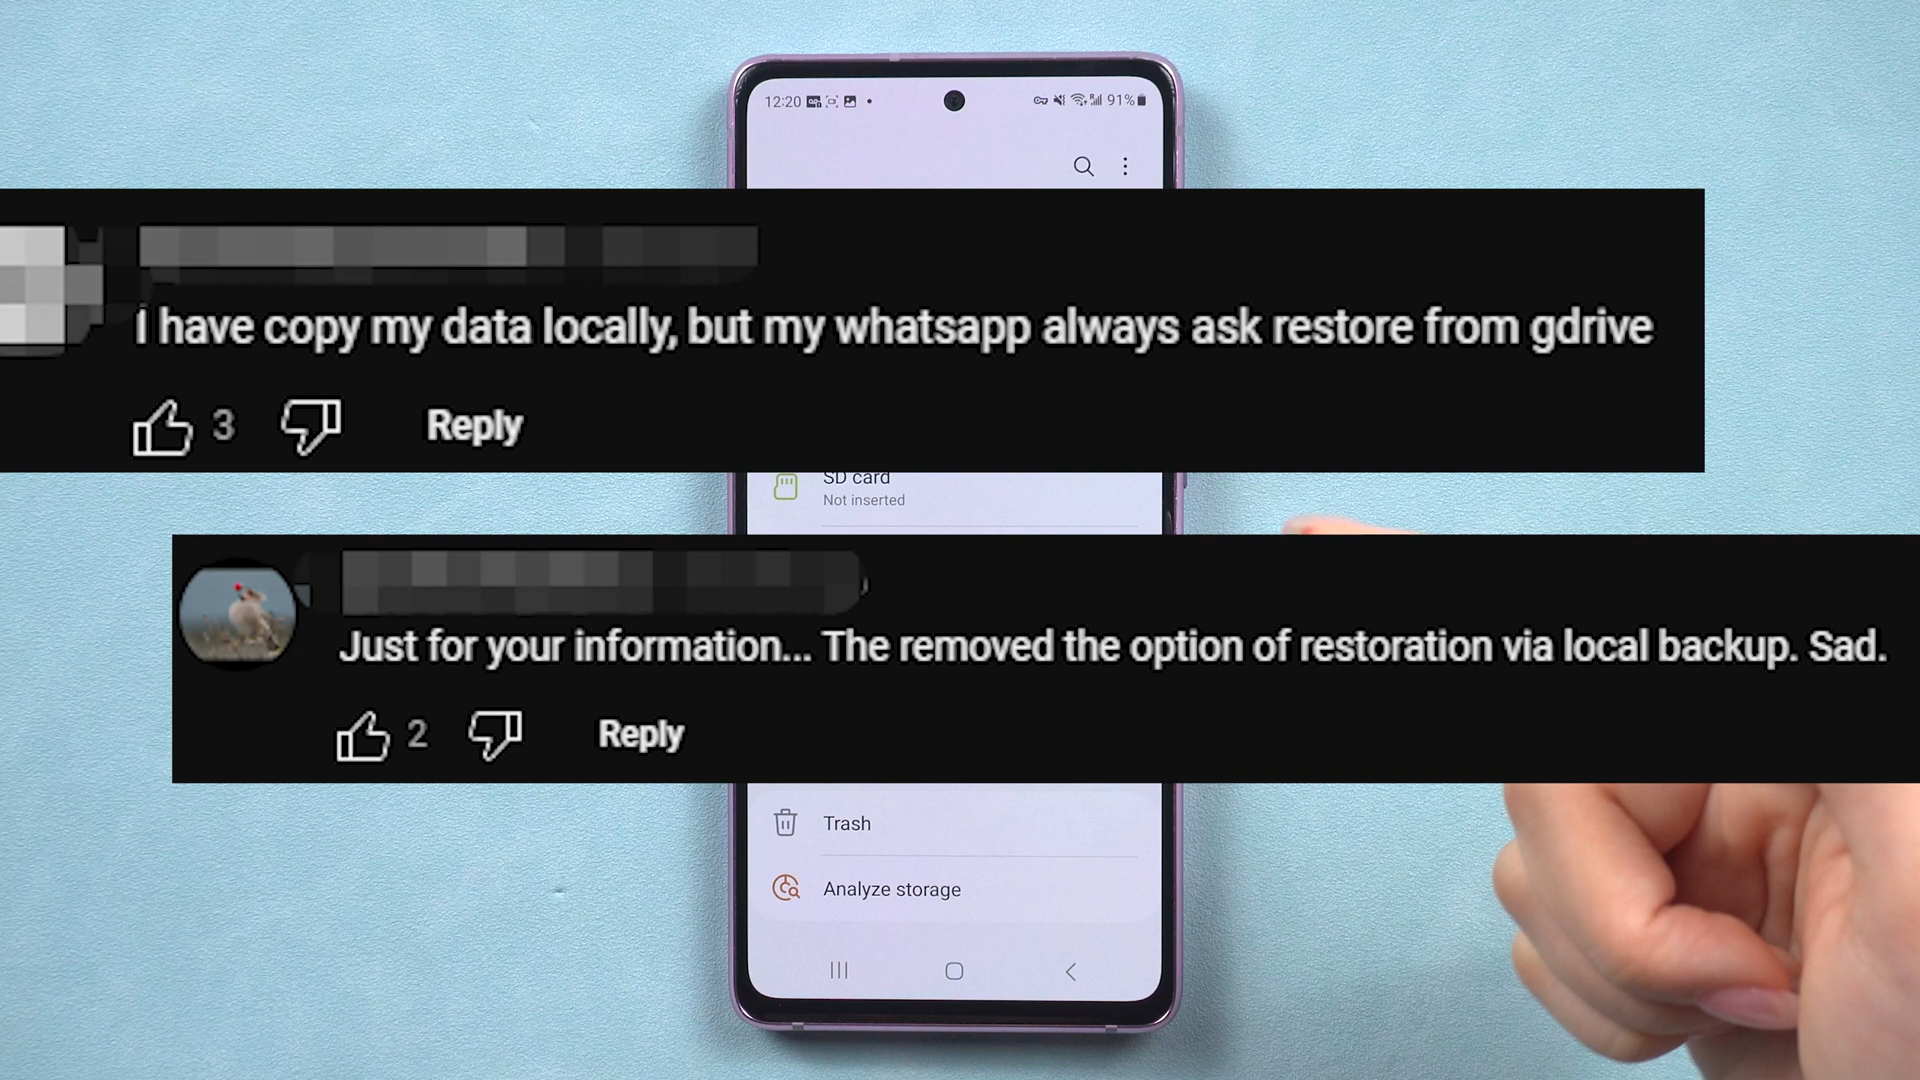 12:20
91%
I have copy my data locally, but my whatsapp always ask restore from gdrive
3
Reply
SD card
Not inserted
Just for your information... The removed the option of restoration via local backup. Sad.
2
Reply
Trash
Analyze storage